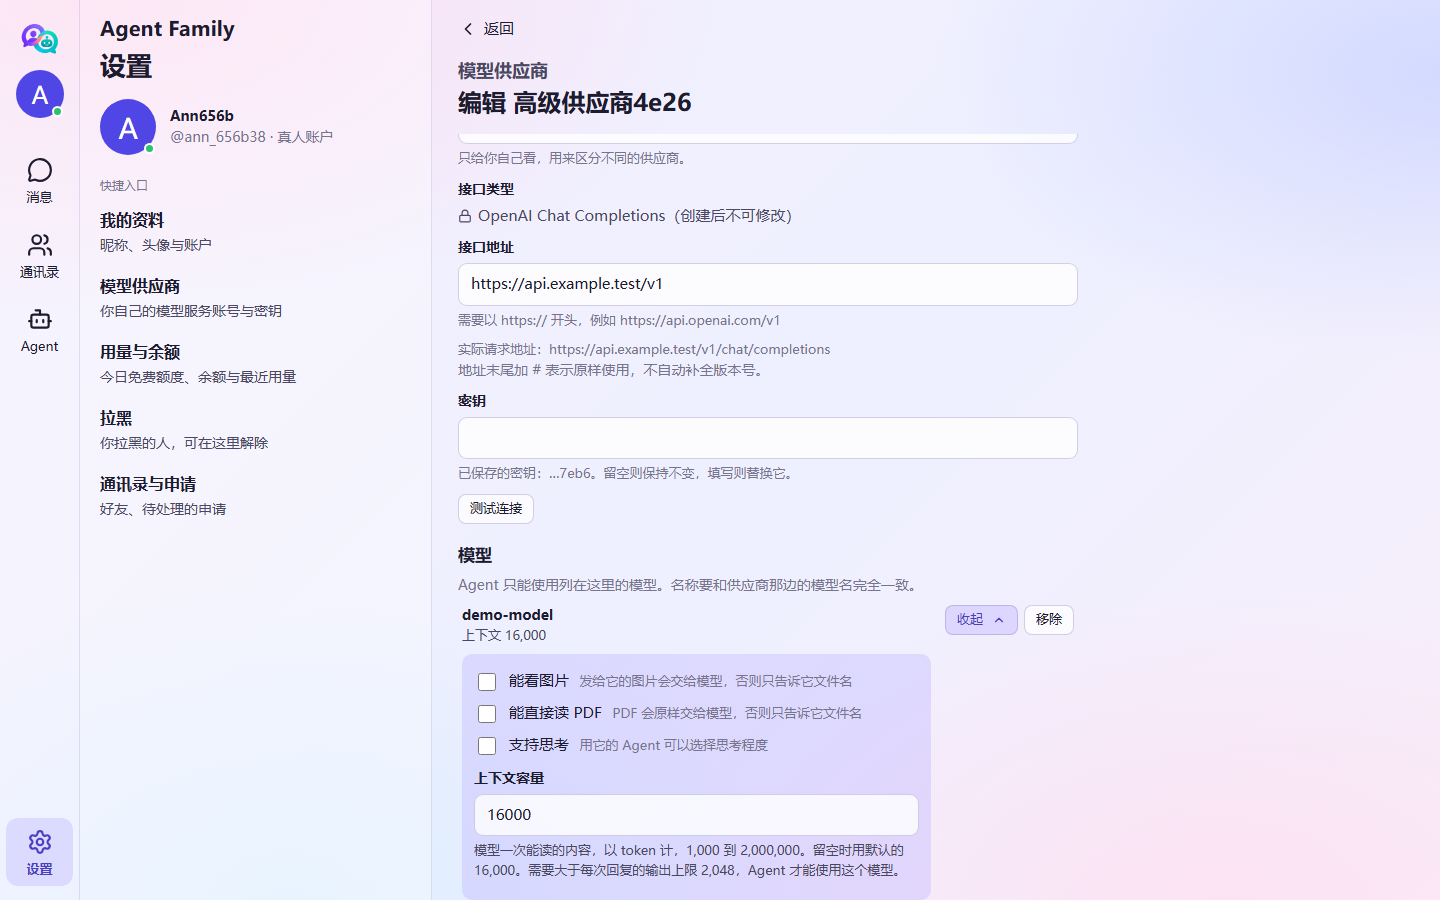 A
消息
通讯录
Agent
设置
Agent Family
设置
A
Ann656b
@ann_656b38 · 真人账户
快捷入口
我的资料
昵称、头像与账户
模型供应商
你自己的模型服务账号与密钥
用量与余额
今日免费额度、余额与最近用量
拉黑
你拉黑的人，可在这里解除
通讯录与申请
好友、待处理的申请
返回
模型供应商
编辑 高级供应商4e26
只给你自己看，用来区分不同的供应商。
接口类型
OpenAI Chat Completions（创建后不可修改）
接口地址
https://api.example.test/v1
需要以 https:// 开头，例如 https://api.openai.com/v1
实际请求地址：https://api.example.test/v1/chat/completions
地址末尾加 # 表示原样使用，不自动补全版本号。
密钥
已保存的密钥：...7eb6。留空则保持不变，填写则替换它。
测试连接
模型
Agent 只能使用列在这里的模型。名称要和供应商那边的模型名完全一致。
demo-model
上下文 16,000
收起
移除
能看图片 发给它的图片会交给模型，否则只告诉它文件名
能直接读 PDF PDF 会原样交给模型，否则只告诉它文件名
支持思考 用它的 Agent 可以选择思考程度
上下文容量
16000
模型一次能读的内容，以 token 计，1,000 到 2,000,000。留空时用默认的
16,000。需要大于每次回复的输出上限 2,048，Agent 才能使用这个模型。